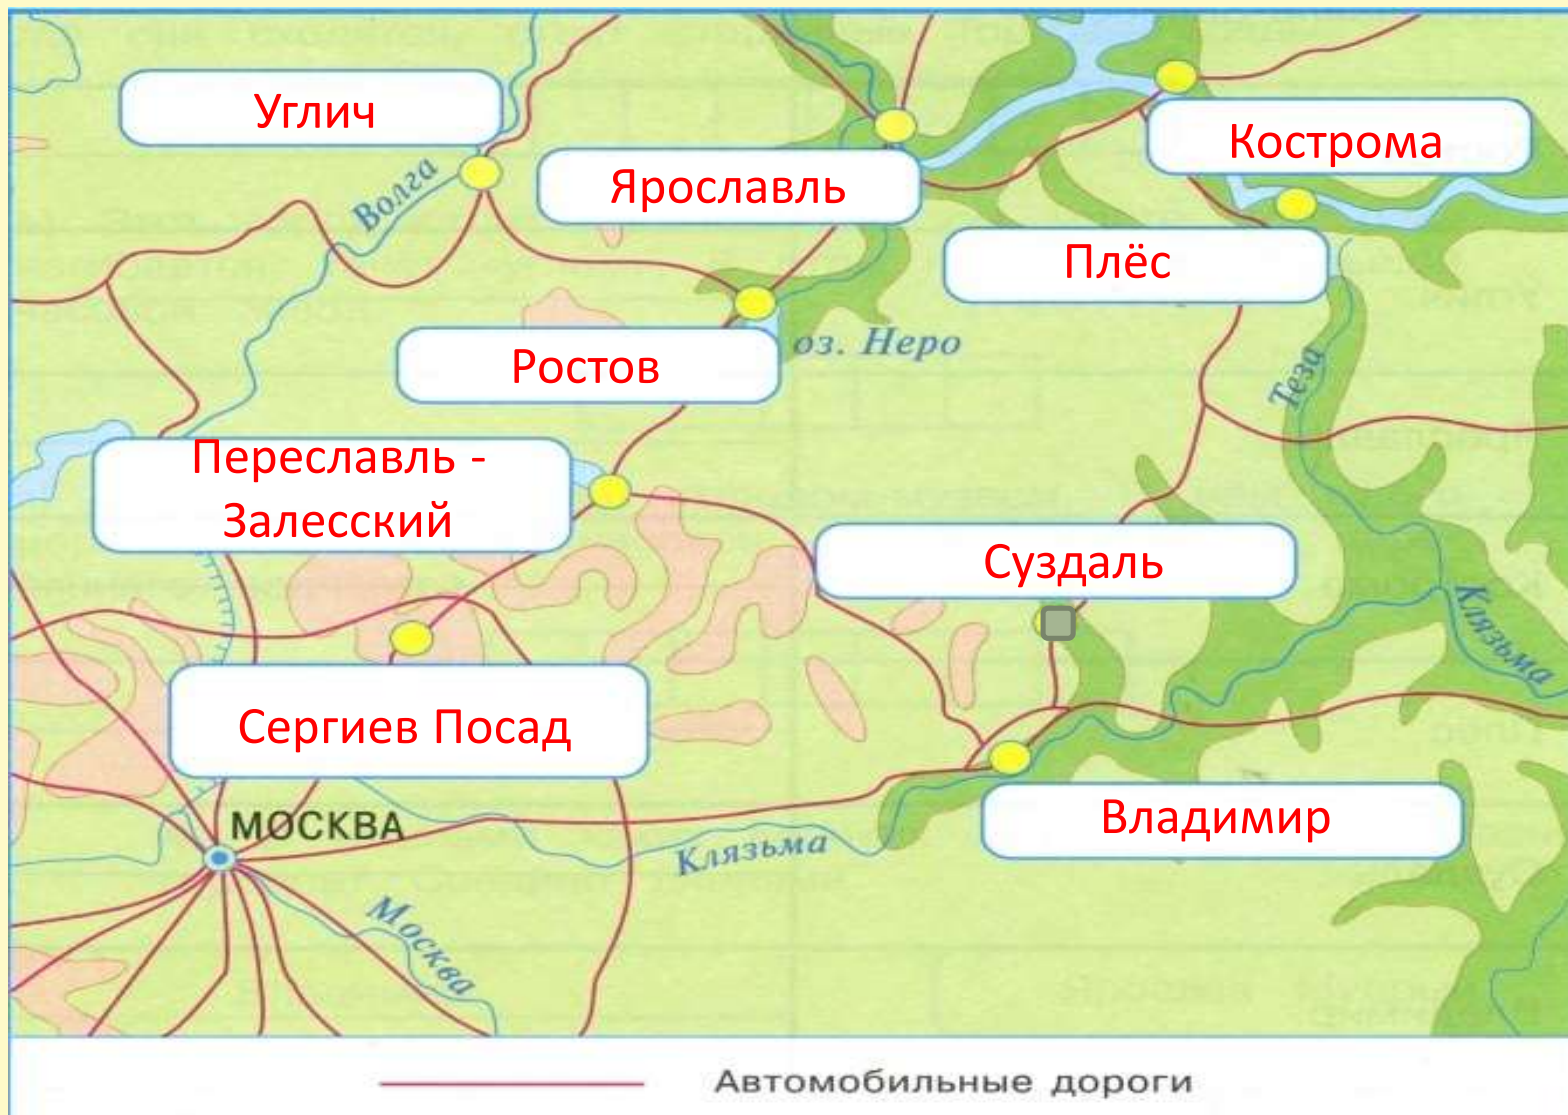 Углич
Кострома
Волга
Ярославль
Плёс
Ростов
оз. Неро
Теза
Переславль -
Залесский
Суздаль
Клязьма
Сергиев Посад
Владимир
МОСКВА
Клязьма
Москва
Автомобильные дороги